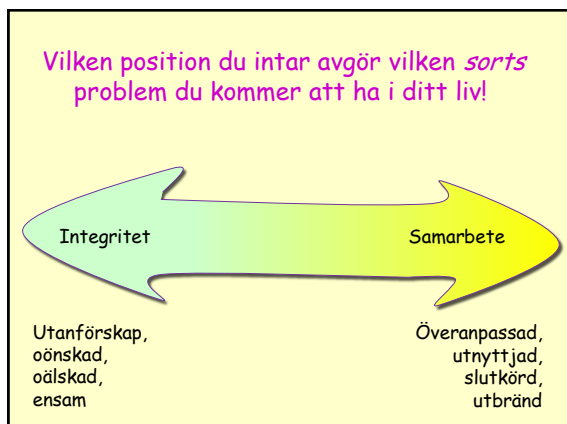 Vilken position du intar avgör vilken sorts
problem du kommer att ha i ditt liv!
Integritet
Samarbete
Utanförskap,
oönskad,
oälskad,
ensam
Överanpassad,
utnyttjad,
slutkörd,
utbränd